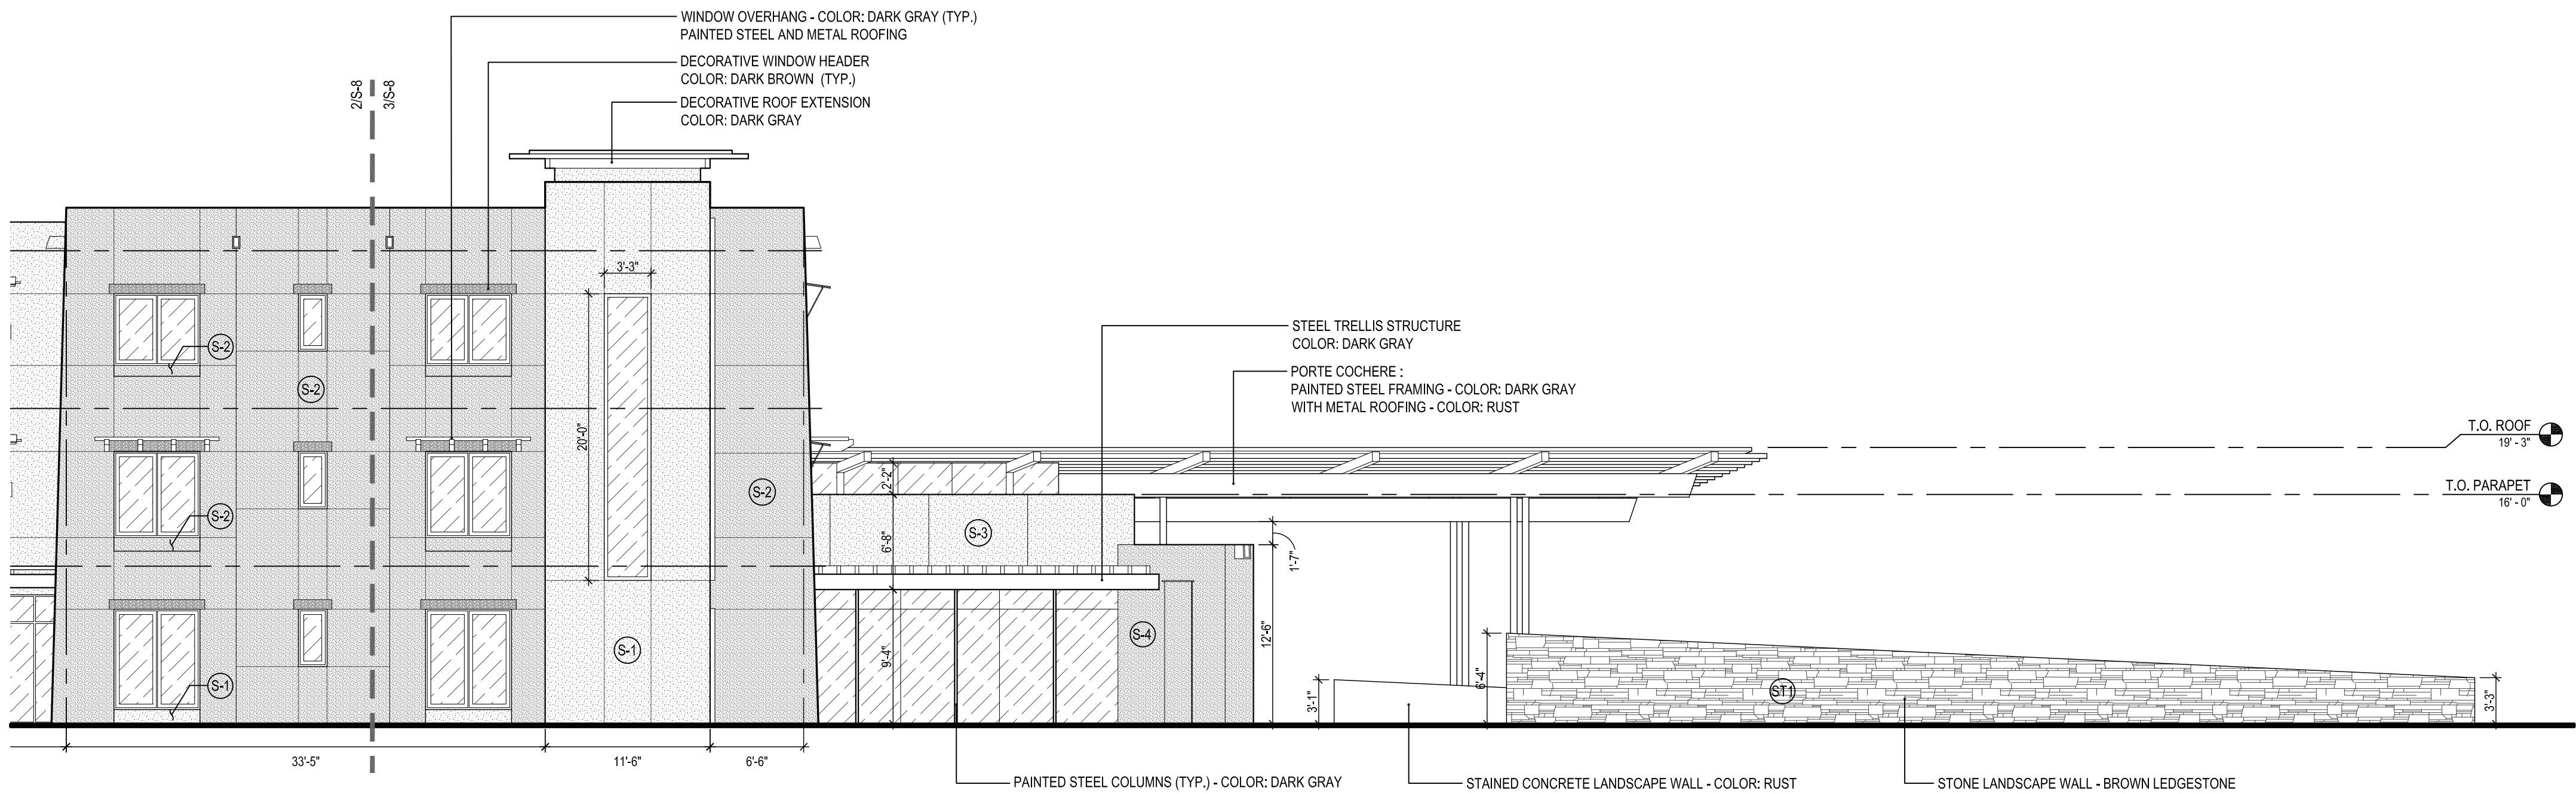 WINDOW OVERHANG - COLOR: DARK GRAY (TYP.)
PAINTED STEEL AND METAL ROOFING
DECORATIVE WINDOW HEADER
COLOR: DARK BROWN (TYP.)
DECORATIVE ROOF EXTENSION
COLOR: DARK GRAY
2/S-8
3/S-8
3'-3"
20'-0"
S-2
S-2
S-2
S-2
S-1
S-1
STEEL TRELLIS STRUCTURE
COLOR: DARK GRAY
PORTE COCHERE :
PAINTED STEEL FRAMING - COLOR: DARK GRAY
WITH METAL ROOFING - COLOR: RUST
T.O. ROOF
19' - 3"
T.O. PARAPET
16' - 0"
2'-2"
6'-8"
9'-4"
S-3
S-4
1'-7"
12'-6"
3'-1"
6'-4"
ST1
3'-3"
33'-5"
11'-6"
6'-6"
PAINTED STEEL COLUMNS (TYP.) - COLOR: DARK GRAY
STAINED CONCRETE LANDSCAPE WALL - COLOR: RUST
STONE LANDSCAPE WALL - BROWN LEDGESTONE